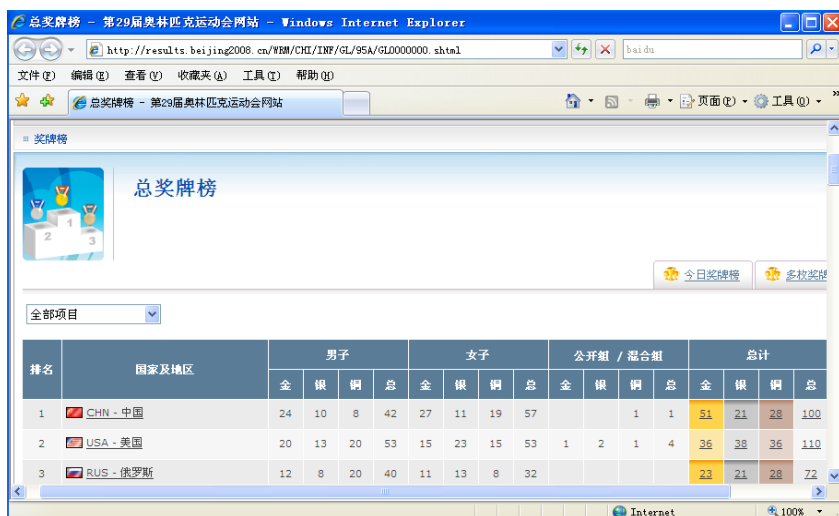 总奖牌榜 - 第29届奥林匹克运动会网站 - Windows Internet Explorer
http://results.beijing2008.cn/WRM/CHI/INF/GL/95A/GL0000000.shtml baidu
文件(F) 编辑(E) 查看(V) 收藏夹(A) 工具(T) 帮助(H)
总奖牌榜 - 第29届奥林匹克运动会网站 页面(P) 工具(O) »
奖牌榜
总奖牌榜
1
2
3
今日奖牌榜 多枚奖牌
全部项目
排名 国家及地区 男子 女子 公开组 / 混合组 总计
金 银 铜 总 金 银 铜 总 金 银 铜 总 金 银 铜 总
1 CHN - 中国 24 10 8 42 27 11 19 57 1 1 51 21 28 100
2 USA - 美国 20 13 20 53 15 23 15 53 1 2 1 4 36 38 36 110
3 RUS - 俄罗斯 12 8 20 40 11 13 8 32 23 21 28 72
Internet 100%